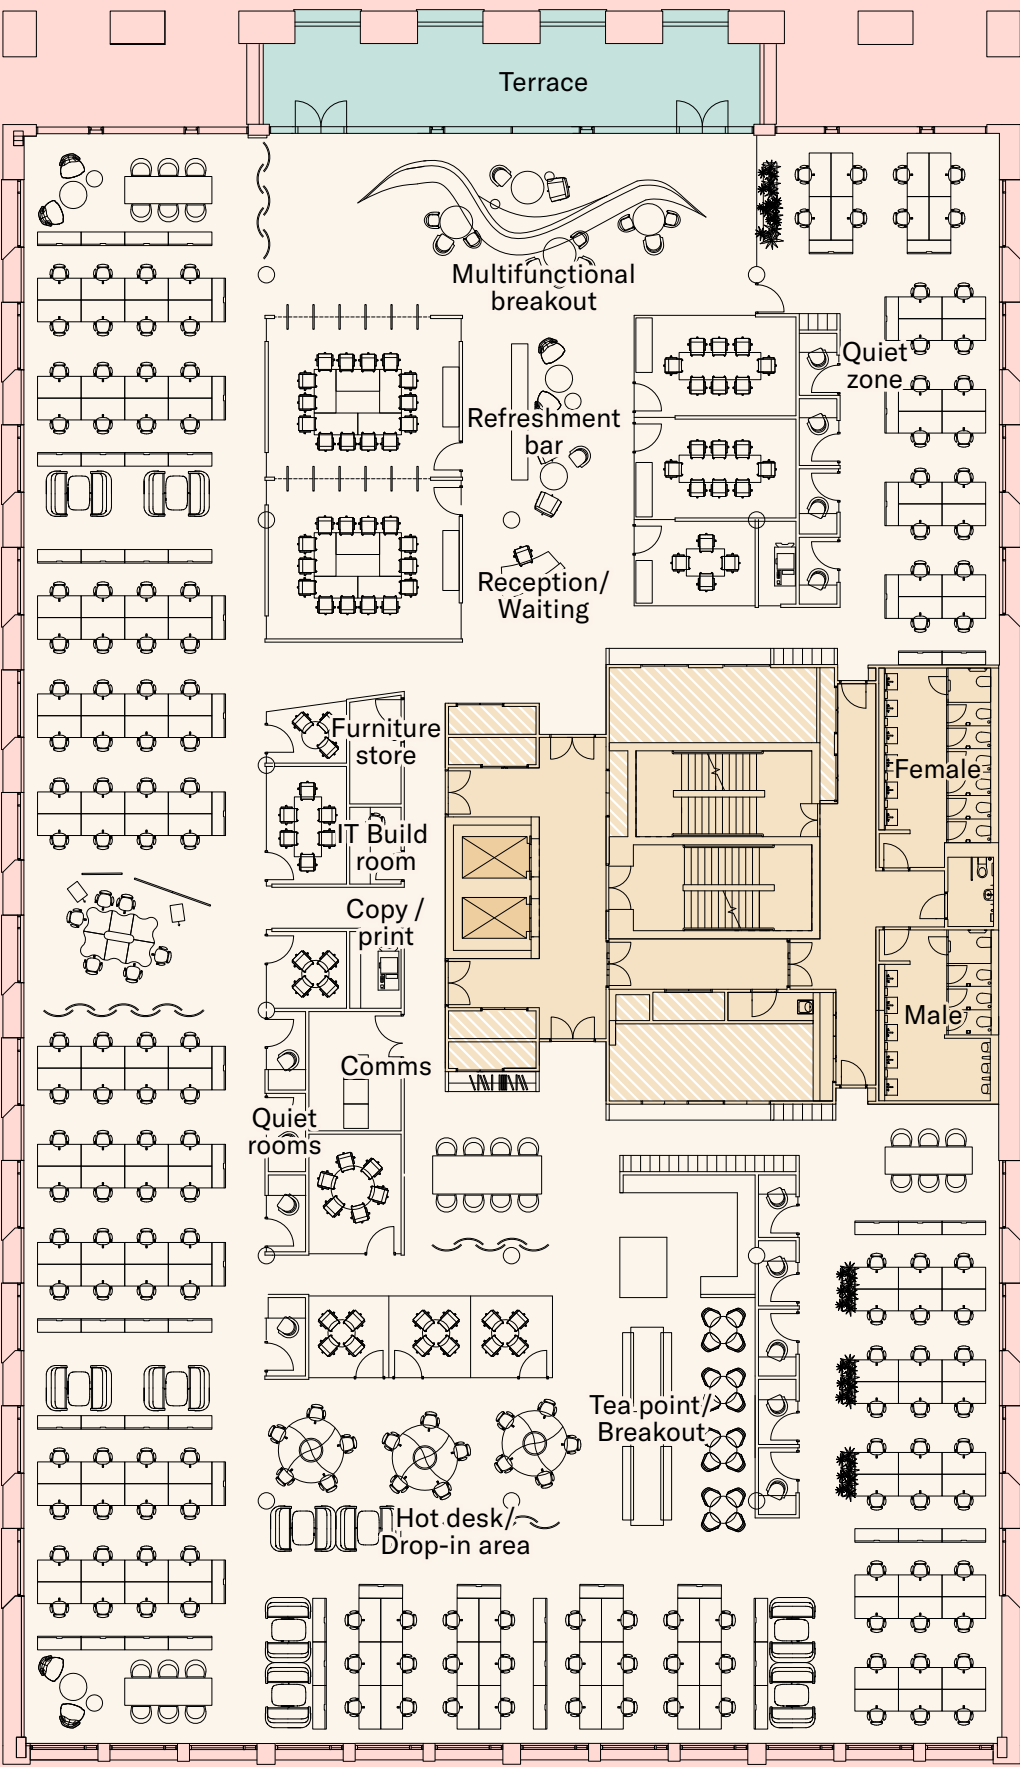 Terrace
Multifunctional
breakout
Quiet
zone
Refreshment
bar
Reception/
Waiting
Furniture
store
Female
IT Build
room
Copy /
print
Male
Comms
Quiet
rooms
Tea point/
Breakout
Hot desk/
Drop-in area